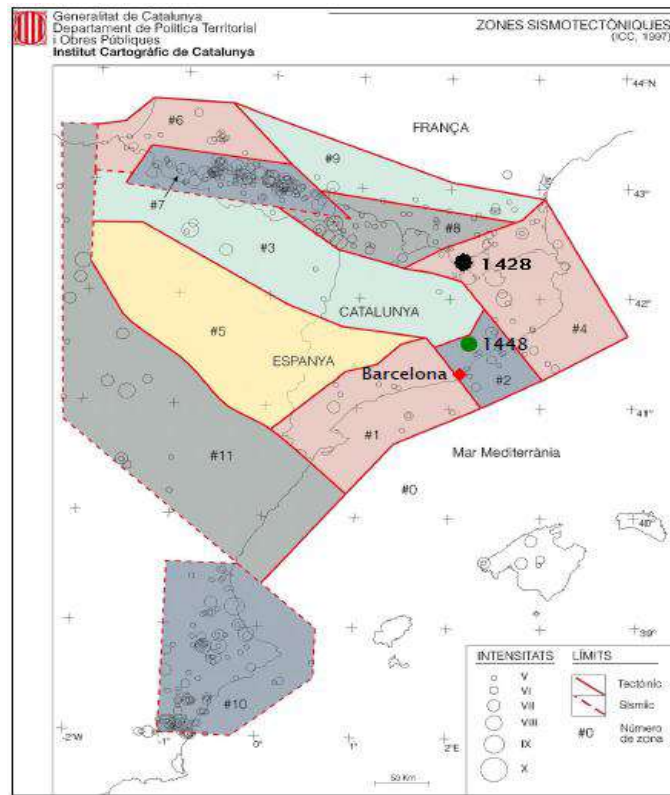 Generalitat de Catalunya
Departament de Política Territorial
i Obres Públiques
Institut Cartogràfic de Catalunya
ZONES SISMOTECTÒNIQUES
(ICC, 1997)
44°N
#6
FRANÇA
#9
43°
#7
#8
#3
1428
42°
CATALUNYA
#4
#5
1448
ESPANYA
Barcelona
#2
41°
#1
#11
Mar Mediterrània
#0
40°
39°
#10
INTENSITATS
LÍMITS
V
VI
VII
VIII
IX
X
Tectònic
Sísmic
#0
Número
de zona
-2°W
-1°
0°
1°
2°E
50 Km